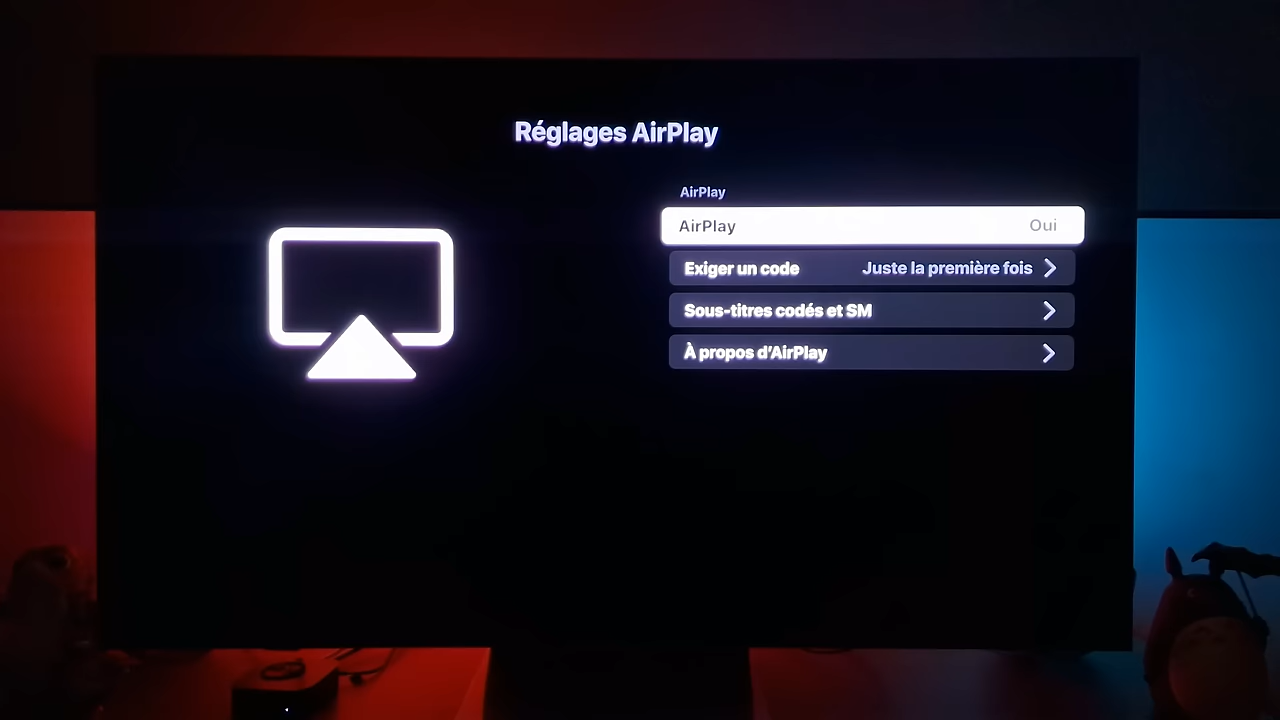 Réglages AirPlay
AirPlay
AirPlay Oui
Exiger un code Juste la première fois
Sous-titres codés et SM
À propos d’AirPlay